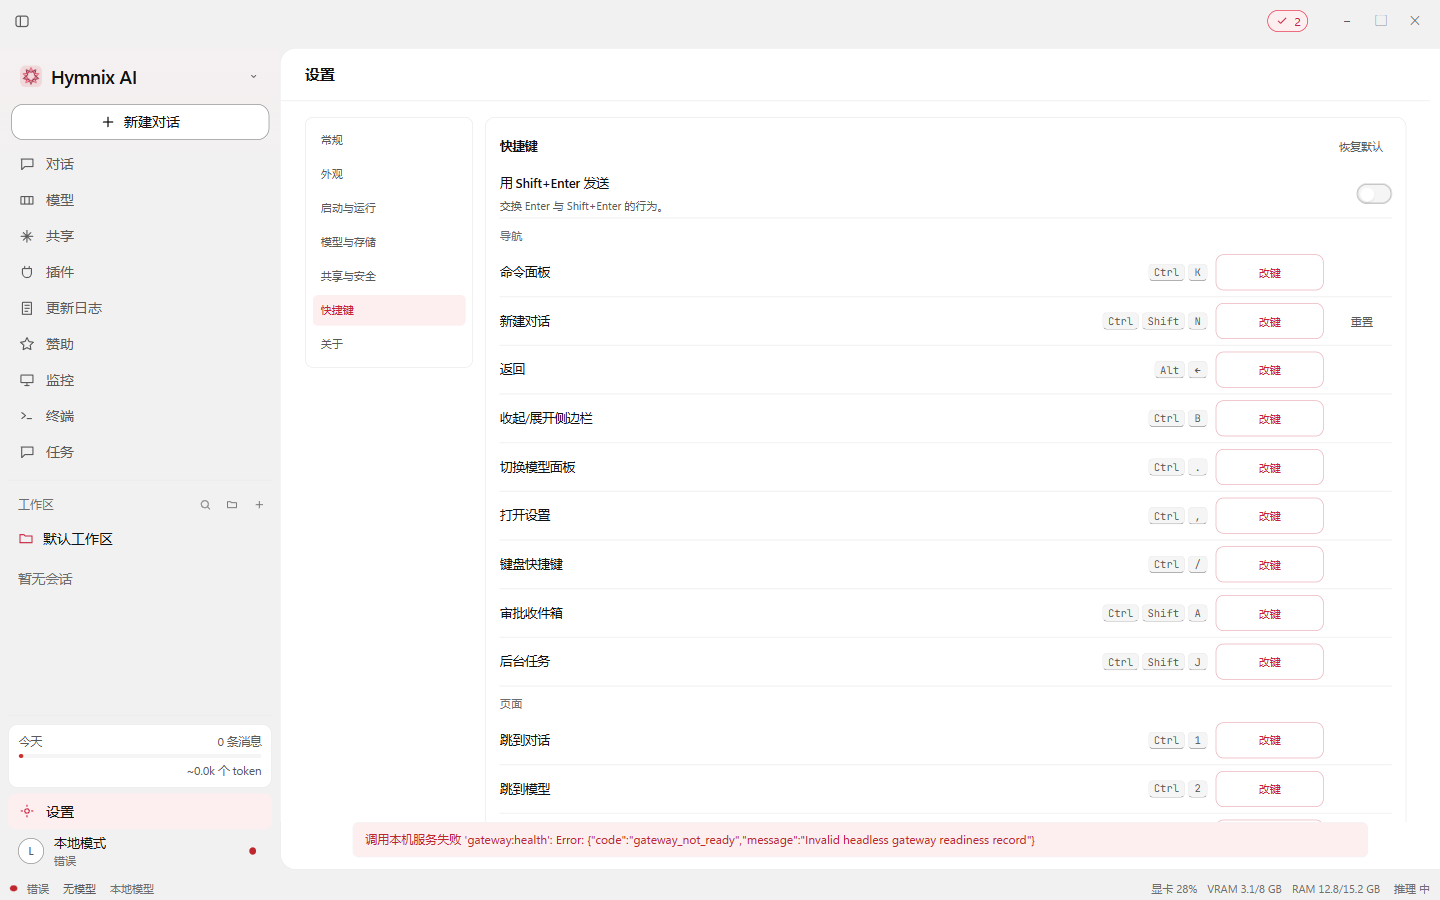 2
Hymnix AI
新建对话
对话
模型
共享
插件
更新日志
赞助
监控
终端
任务
工作区
默认工作区
暂无会话
今天 0 条消息
~0.0k 个 token
设置
L 本地模式
错误
设置
常规
外观
启动与运行
模型与存储
共享与安全
快捷键
关于
快捷键 恢复默认
用 Shift+Enter 发送
交换 Enter 与 Shift+Enter 的行为。
导航
命令面板 Ctrl K 改键
新建对话 Ctrl Shift N 改键 重置
返回 Alt ← 改键
收起/展开侧边栏 Ctrl B 改键
切换模型面板 Ctrl . 改键
打开设置 Ctrl , 改键
键盘快捷键 Ctrl / 改键
审批收件箱 Ctrl Shift A 改键
后台任务 Ctrl Shift J 改键
页面
跳到对话 Ctrl 1 改键
跳到模型 Ctrl 2 改键
调用本机服务失败 'gateway:health': Error: {"code":"gateway_not_ready","message":"Invalid headless gateway readiness record"}
错误 无模型 本地模型 显卡 28% VRAM 3.1/8 GB RAM 12.8/15.2 GB 推理 中